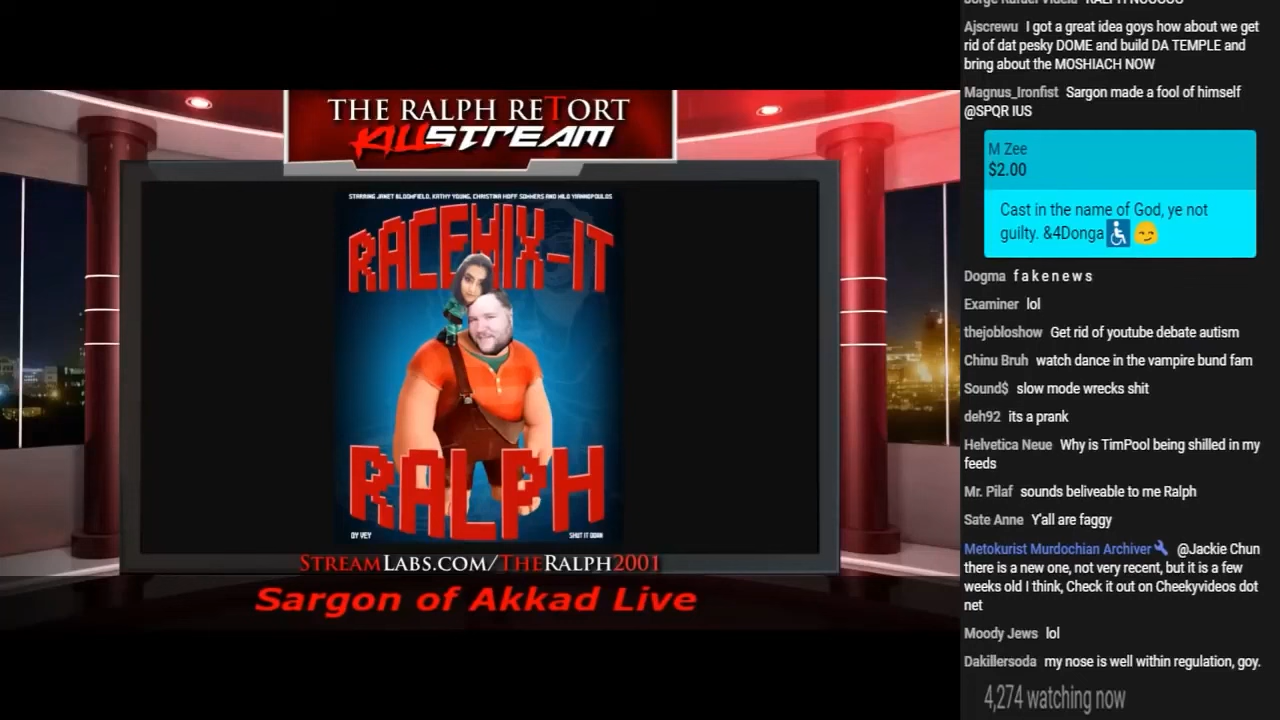 THE RALPH RETORT
KILLSTREAM
STARRING JANET BLOOMFIELD, KATHY YOUNG, CHRISTINA HOFF SOMMERS AND MILO YIANNOPOULOS
RACEMIX-IT
RALPH
OY VEY
SHUT IT DOWN
STREAMLABS.COM/THERALPH2001
Sargon of Akkad Live
Ajscrewu I got a great idea goys how about we get
rid of dat pesky DOME and build DA TEMPLE and
bring about the MOSHIACH NOW
Magnus_Ironfist Sargon made a fool of himself
@SPQR IUS
M Zee
$2.00
Cast in the name of God, ye not
guilty. &4Donga♿😏
Dogma f a k e n e w s
Examiner lol
thejobloshow Get rid of youtube debate autism
Chinu Bruh watch dance in the vampire bund fam
Sound$ slow mode wrecks shit
deh92 its a prank
Helvetica Neue Why is TimPool being shilled in my
feeds
Mr. Pilaf sounds beliveable to me Ralph
Sate Anne Y'all are faggy
Metokurist Murdochian Archiver @Jackie Chun
there is a new one, not very recent, but it is a few
weeks old I think, Check it out on Cheekyvideos dot
net
Moody Jews lol
Dakillersoda my nose is well within regulation, goy.
4,274 watching now